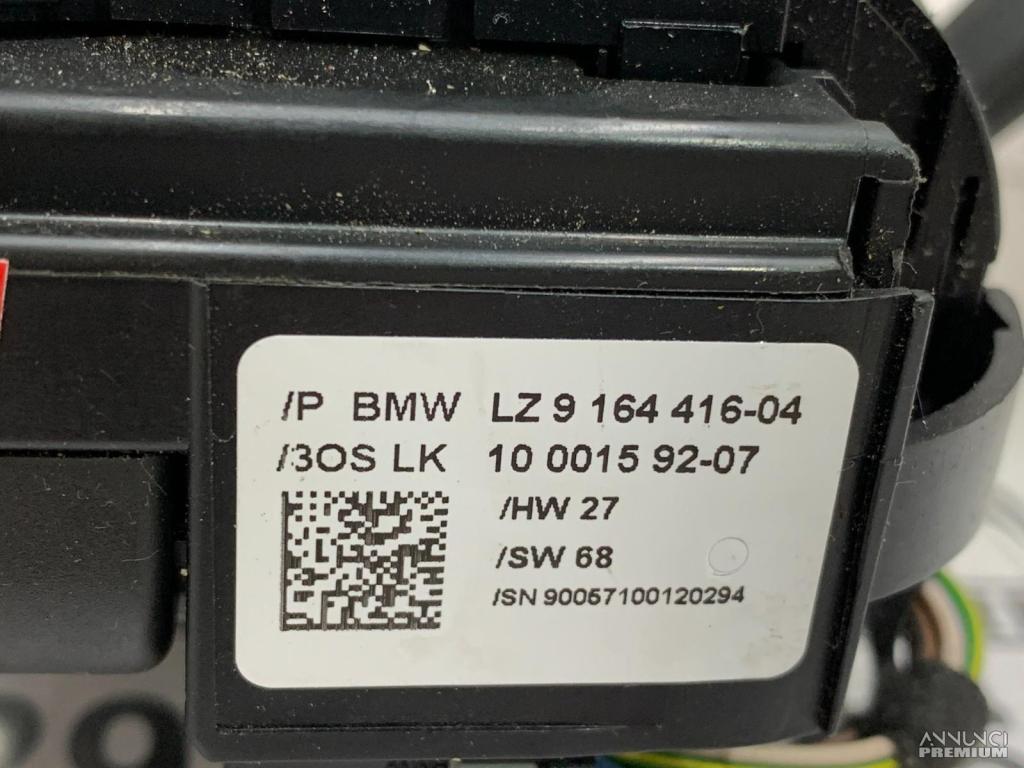 /P BMW LZ 9 164 416-04
/3OS LK 10 0015 92-07
/HW 27
/SW 68
/SN 90057100120294
ANNUNCI
PREMIUM